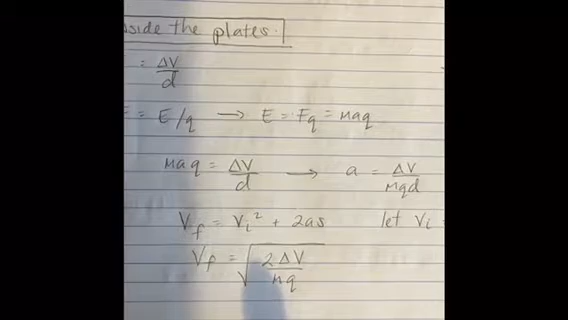 side the plates.
= ΔV/d
= E/q → E = Fq = maq
maq = ΔV/d → a = ΔV/mqd
Vf = Vi² + 2as let Vi
Vf = √(2ΔV/mq)